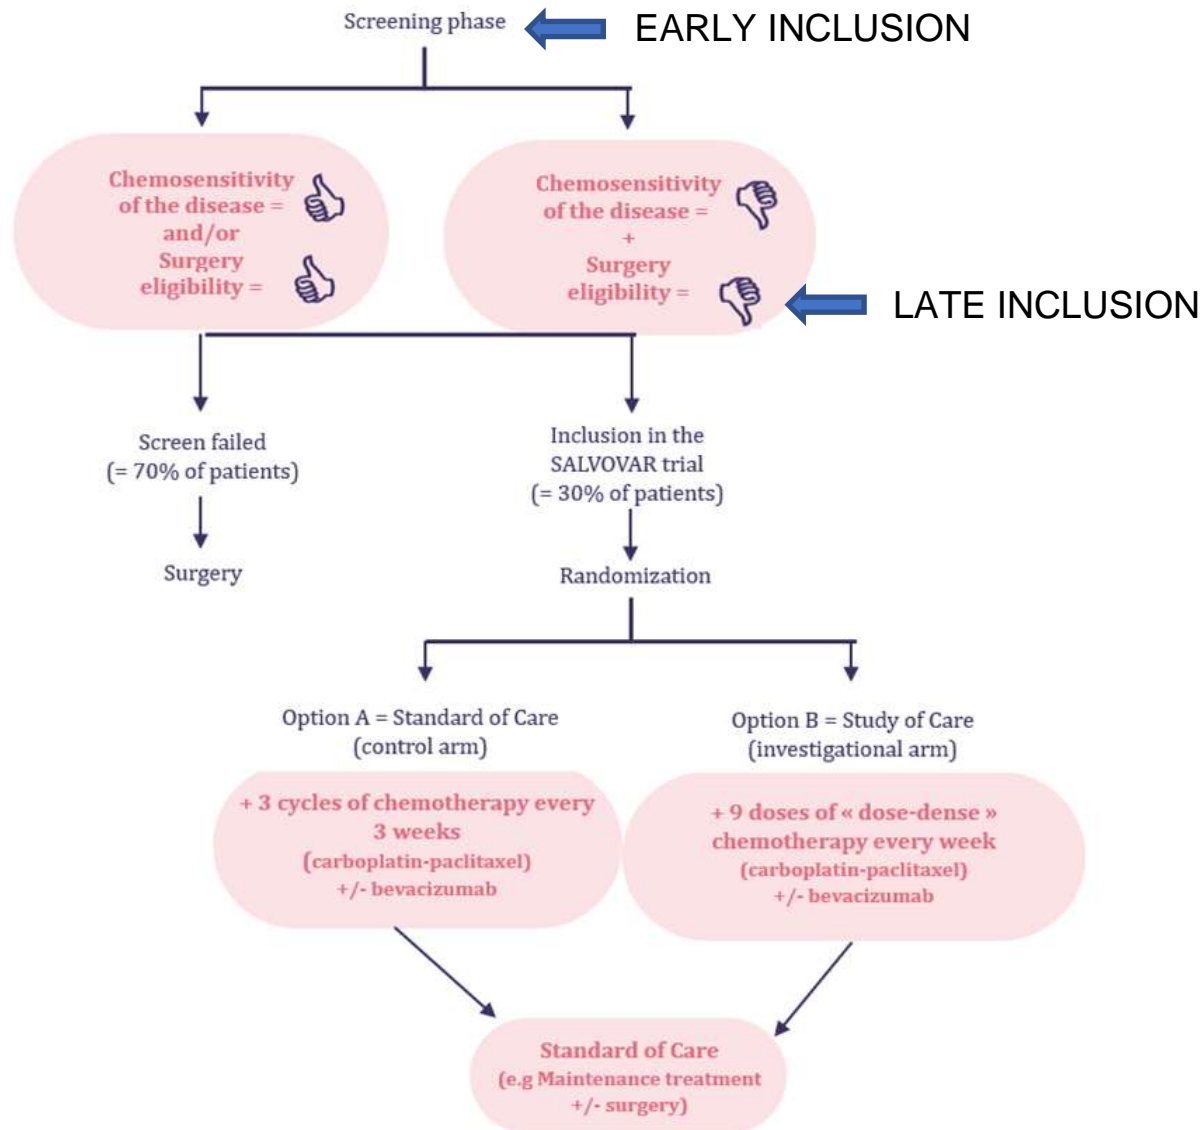 Screening phase
EARLY INCLUSION
Chemosensitivity
of the disease =
and/or
Surgery
eligibility =
Chemosensitivity
of the disease =
+
Surgery
eligibility =
LATE INCLUSION
Screen failed
(= 70% of patients)
Inclusion in the
SALVOVAR trial
(= 30% of patients)
Surgery
Randomization
Option A = Standard of Care
(control arm)
Option B = Study of Care
(investigational arm)
+ 3 cycles of chemotherapy every
3 weeks
(carboplatin-paclitaxel)
+/- bevacizumab
+ 9 doses of « dose-dense »
chemotherapy every week
(carboplatin-paclitaxel)
+/- bevacizumab
Standard of Care
(e.g Maintenance treatment
+/- surgery)